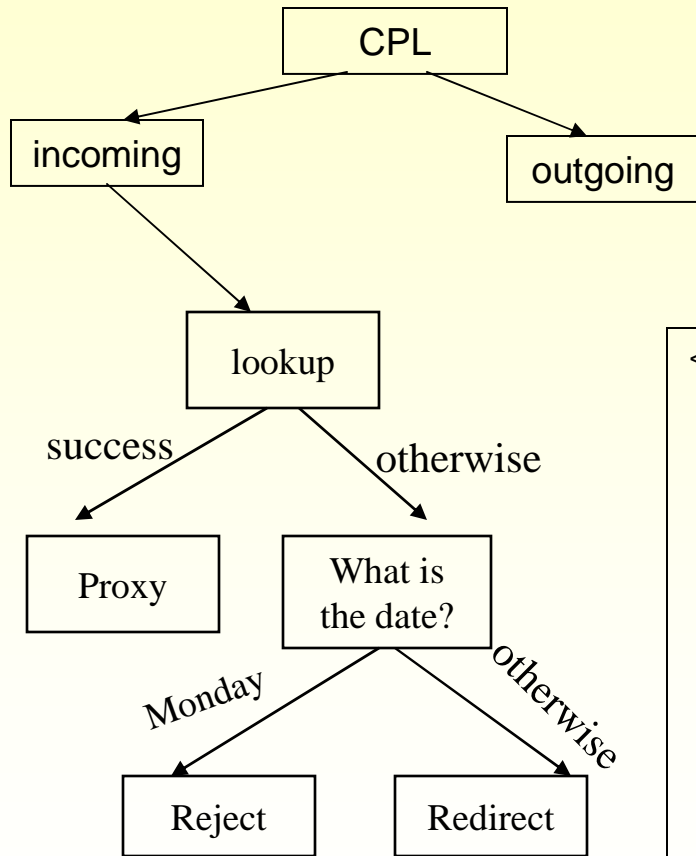 CPL
incoming
outgoing
lookup
<
success
otherwise
Proxy
What is
the date?
Monday
otherwise
Reject
Redirect